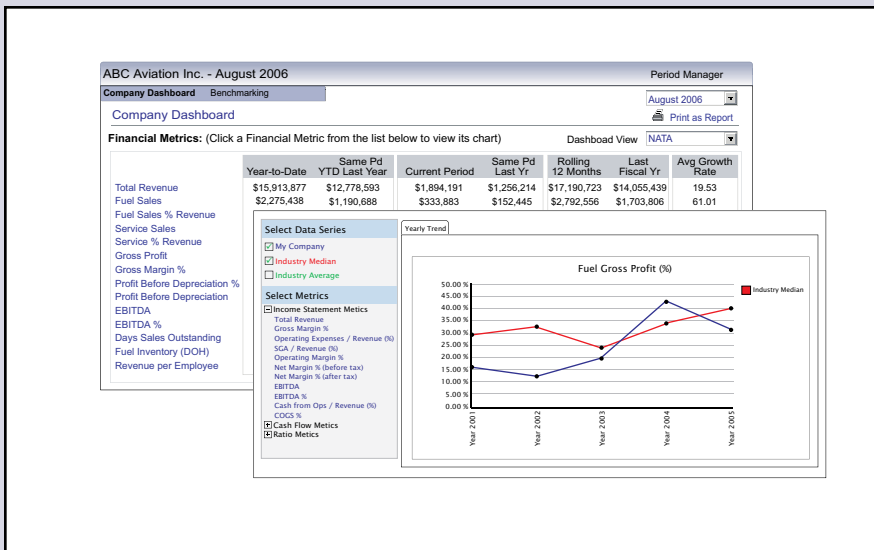 ABC Aviation Inc. - August 2006 Period Manager
Company Dashboard Benchmarking
August 2006
Company Dashboard
Print as Report
Financial Metrics: (Click a Financial Metric from the list below to view its chart) Dashboad View NATA
Year-to-Date Same Pd YTD Last Year Current Period Same Pd Last Yr Rolling 12 Months Last Fiscal Yr Avg Growth Rate
Total Revenue $15,913,877 $12,778,593 $1,894,191 $1,256,214 $17,190,723 $14,055,439 19.53
Fuel Sales $2,275,438 $1,190,688 $333,883 $152,445 $2,792,556 $1,703,806 61.01
Fuel Sales % Revenue
Service Sales
Service % Revenue
Gross Profit
Gross Margin %
Profit Before Depreciation %
Profit Before Depreciation
EBITDA
EBITDA %
Days Sales Outstanding
Fuel Inventory (DOH)
Revenue per Employee
Select Data Series
My Company
Industry Median
Industry Average
Select Metrics
Income Statement Metics
Total Revenue
Gross Margin %
Operating Expenses / Revenue (%)
SGA / Revenue (%)
Operating Margin %
Net Margin % (before tax)
Net Margin % (after tax)
EBITDA
EBITDA %
Cash from Ops / Revenue (%)
COGS %
Cash Flow Metics
Ratio Metics
Yearly Trend
Fuel Gross Profit (%)
50.00 %
45.00 %
40.00 %
35.00 %
30.00 %
25.00 %
20.00 %
15.00 %
10.00 %
5.00 %
0.00 %
Year 2001
Year 2002
Year 2003
Year 2004
Year 2005
Industry Median